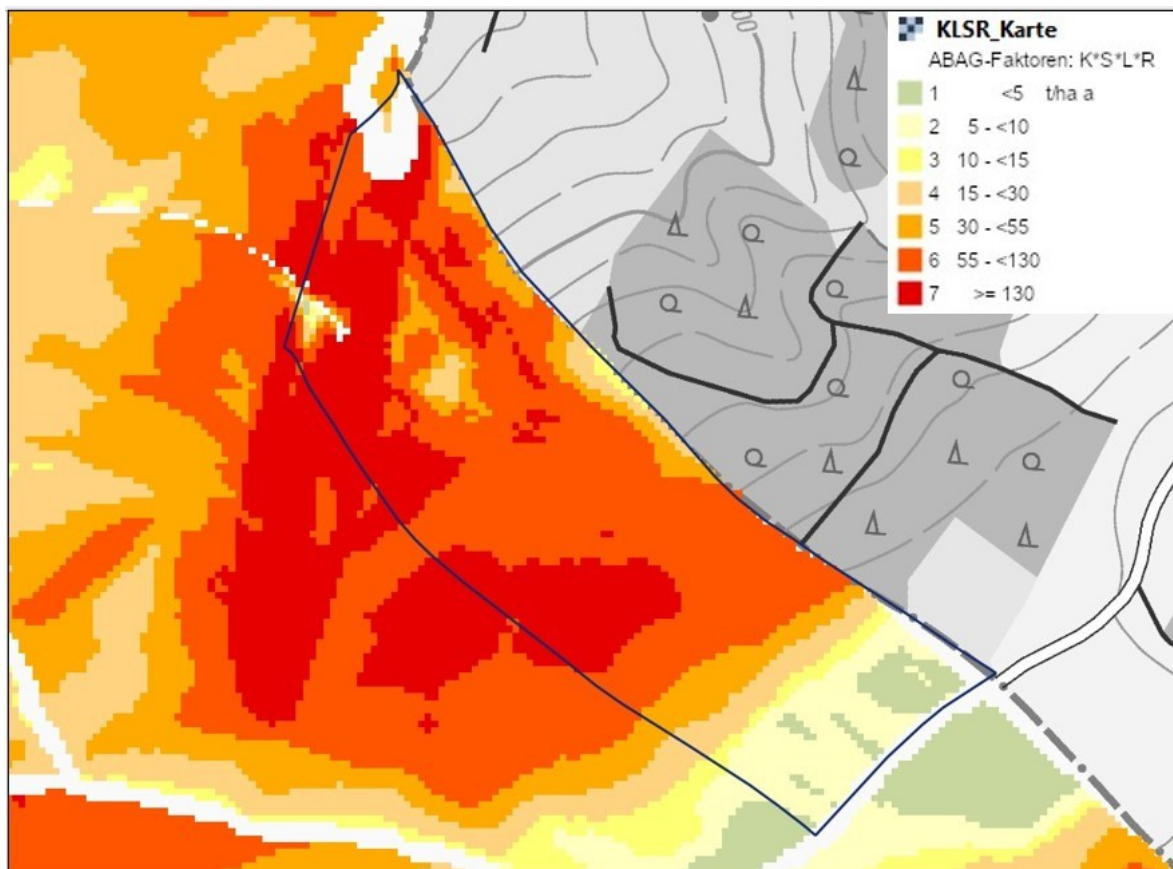 KLSR_Karte
ABAG-Faktoren: K*S*L*R
1 <5 t/ha a
2 5 - <10
3 10 - <15
4 15 - <30
5 30 - <55
6 55 - <130
7 >= 130